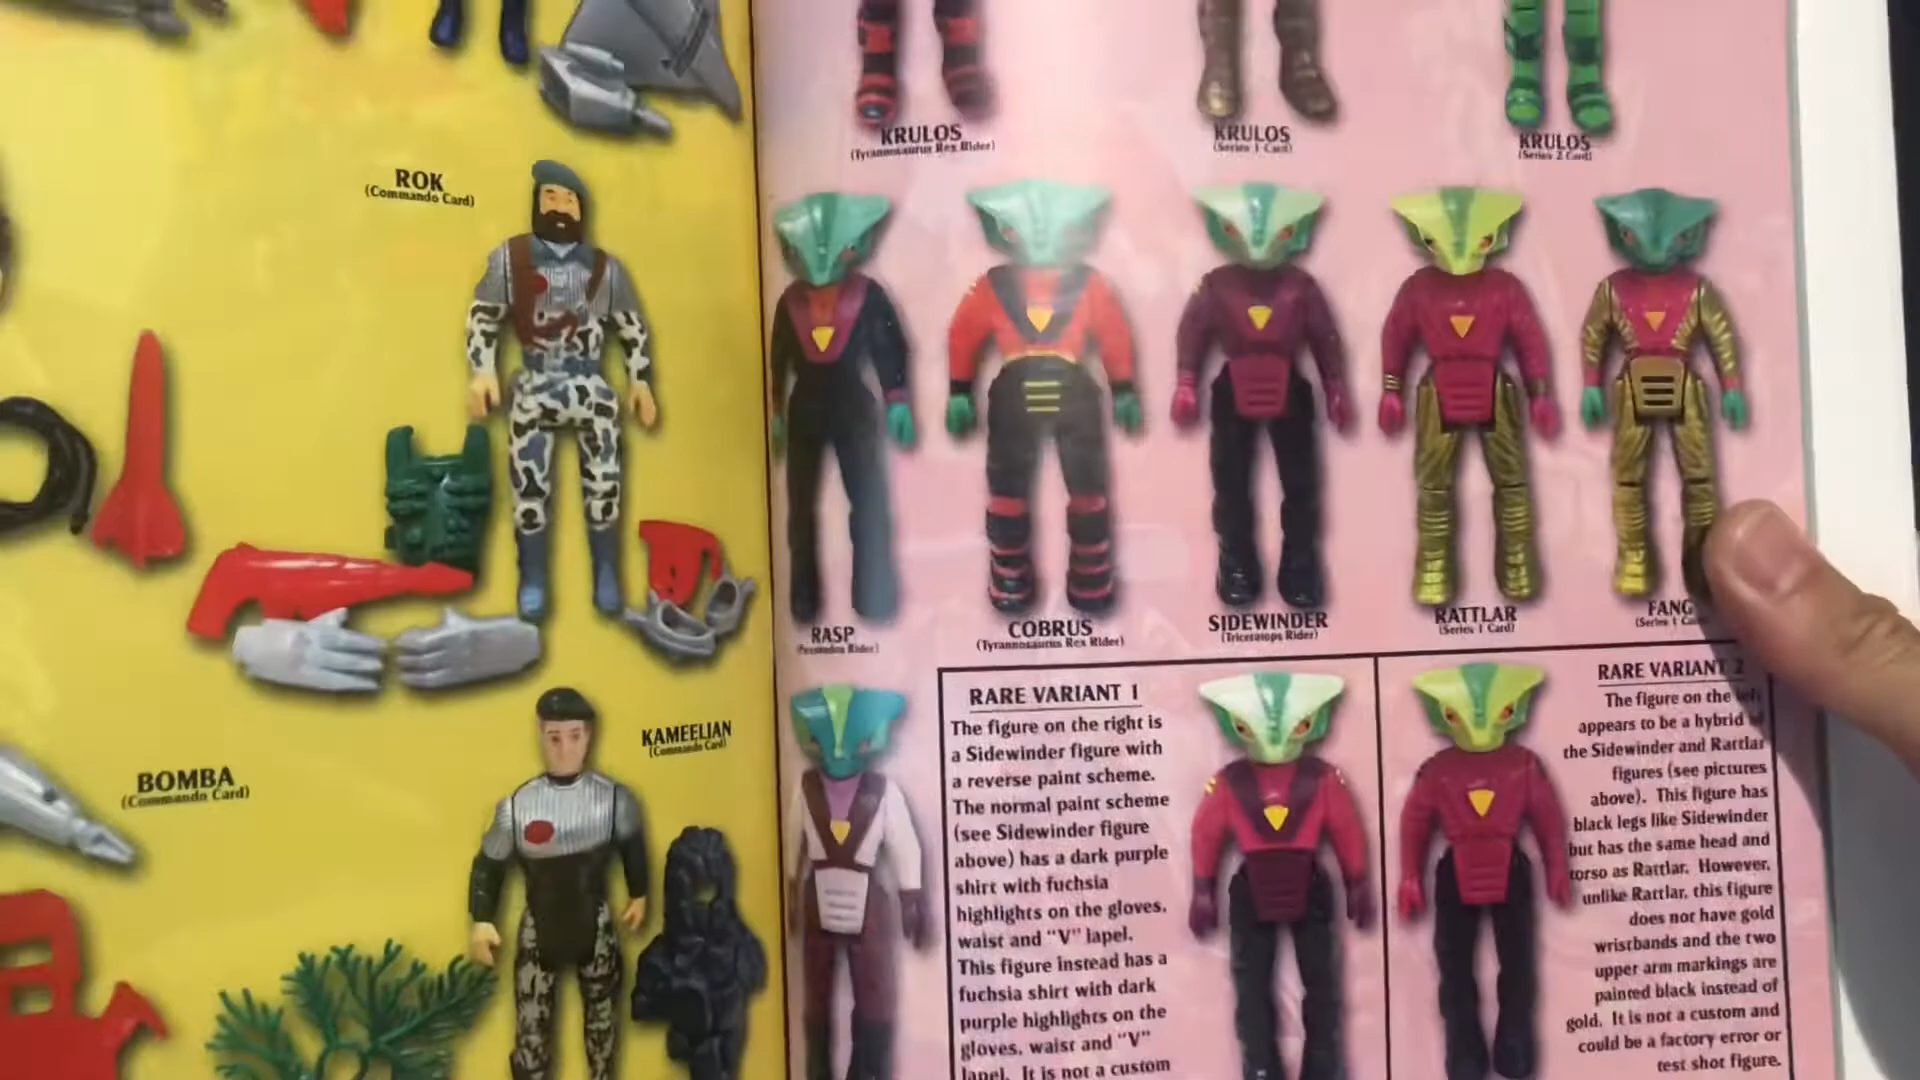 ROK
(Commando Card)
BOMBA
(Commando Card)
KAMEELIAN
(Commando Card)
KRULOS
(Tyrannosaurus Rex Rider)
KRULOS
(Series 1 Card)
KRULOS
(Series 2 Card)
RASP
Rider)
COBRUS
(Tyrannosaurus Rex Rider)
SIDEWINDER
(Triceratops Rider)
RATTLAR
(Series 1 Card)
FANG
(Series 1
RARE VARIANT 1
The figure on the right is
a Sidewinder figure with
a reverse paint scheme.
The normal paint scheme
(see Sidewinder figure
above) has a dark purple
shirt with fuchsia
highlights on the gloves,
waist and "V" lapel.
This figure instead has a
fuchsia shirt with dark
purple highlights on the
gloves, waist and "V"
lapel. It is not a custom
RARE VARIANT 2
The figure on the left
appears to be a hybrid
the Sidewinder and Rattlar
figures (see pictures
above). This figure has
black legs like Sidewinder
but has the same head and
torso as Rattlar. However,
unlike Rattlar, this figure
does not have gold
wristbands and the two
upper arm markings are
painted black instead of
gold. It is not a custom and
could be a factory error or
test shot figure.